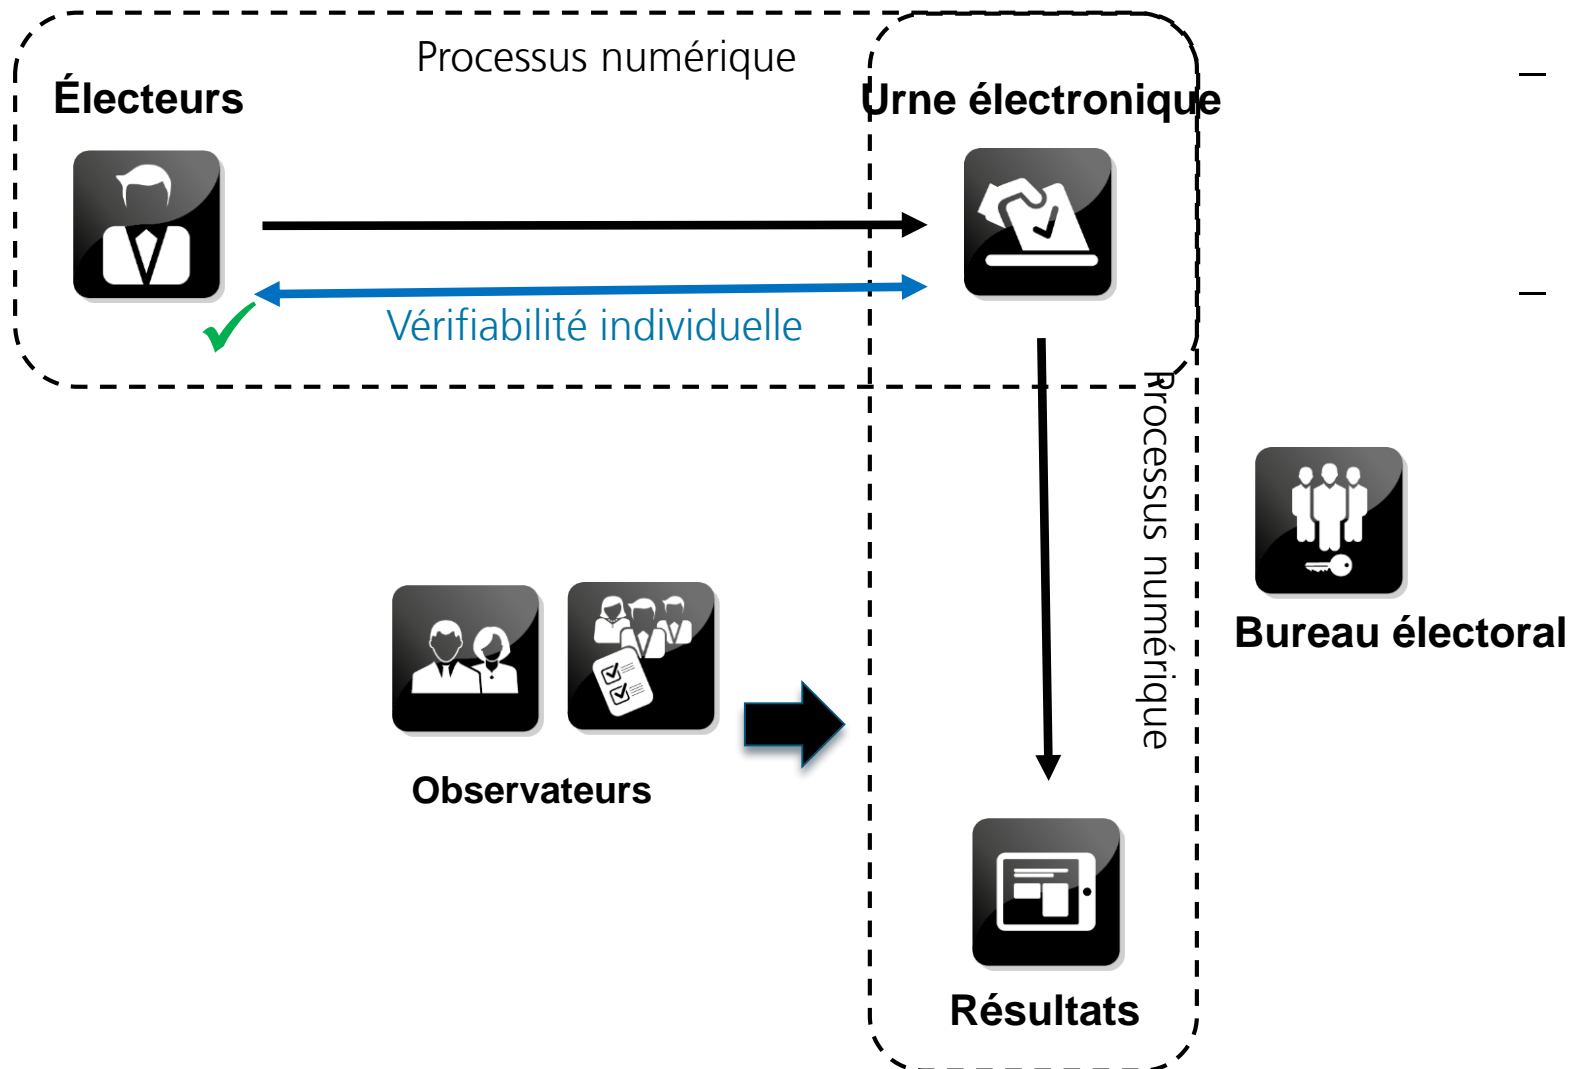 Processus numérique
Électeurs
Urne électronique
Vérifiabilité individuelle
Processus numérique
Bureau électoral
Observateurs
Résultats